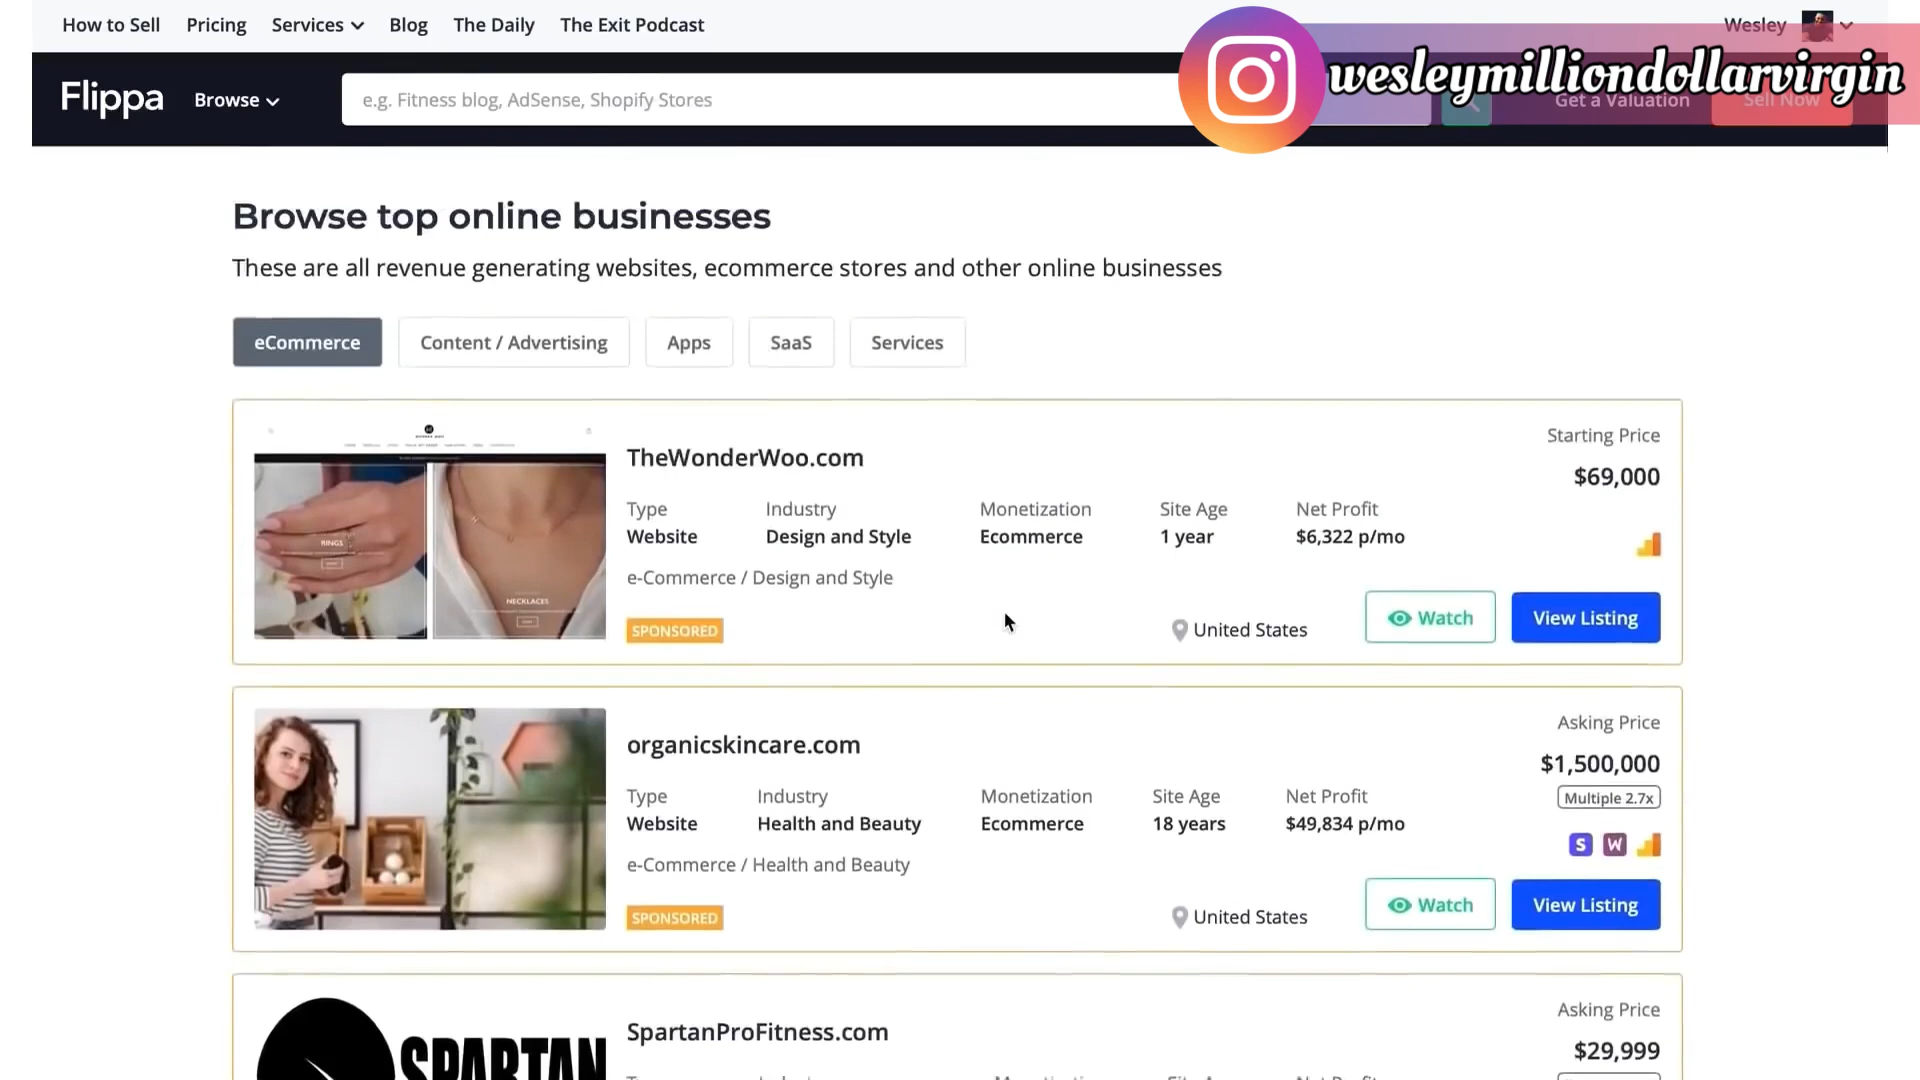 How to Sell Pricing Services Blog The Daily The Exit Podcast Wesley
wesleymilliondollarvirgin
Flippa Browse e.g. Fitness blog, AdSense, Shopify Stores Get a Valuation Sell Now
Browse top online businesses
These are all revenue generating websites, ecommerce stores and other online businesses
eCommerce Content / Advertising Apps SaaS Services
Starting Price
TheWonderWoo.com
$69,000
Type Industry Monetization Site Age Net Profit
Website Design and Style Ecommerce 1 year $6,322 p/mo
e-Commerce / Design and Style
RINGS
NECKLACES
SPONSORED United States Watch View Listing
Asking Price
organicskincare.com
$1,500,000
Multiple 2.7x
Type Industry Monetization Site Age Net Profit
Website Health and Beauty Ecommerce 18 years $49,834 p/mo
S W
e-Commerce / Health and Beauty
SPONSORED United States Watch View Listing
Asking Price
SpartanProFitness.com
$29,999
SPARTAN